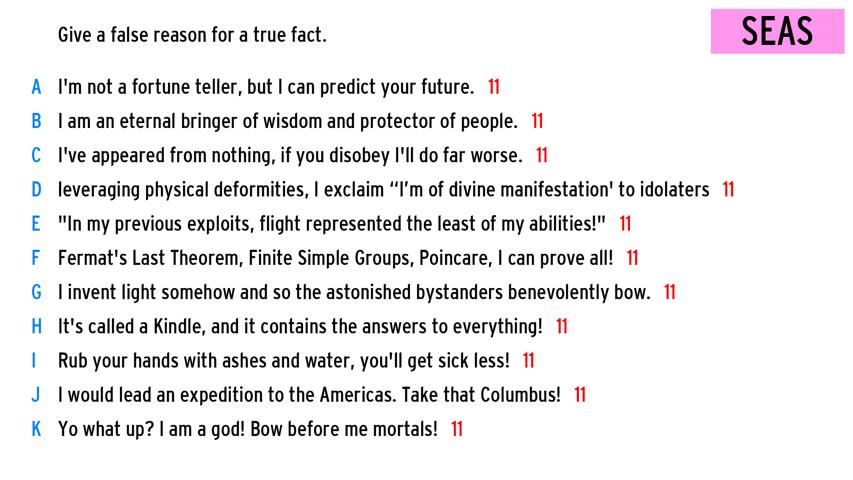 Give a false reason for a true fact.
SEAS
A I'm not a fortune teller, but I can predict your future. 11
B I am an eternal bringer of wisdom and protector of people. 11
C I've appeared from nothing, if you disobey I'll do far worse. 11
D leveraging physical deformities, I exclaim “I’m of divine manifestation' to idolaters 11
E "In my previous exploits, flight represented the least of my abilities!" 11
F Fermat's Last Theorem, Finite Simple Groups, Poincare, I can prove all! 11
G I invent light somehow and so the astonished bystanders benevolently bow. 11
H It's called a Kindle, and it contains the answers to everything! 11
I Rub your hands with ashes and water, you'll get sick less! 11
J I would lead an expedition to the Americas. Take that Columbus! 11
K Yo what up? I am a god! Bow before me mortals! 11